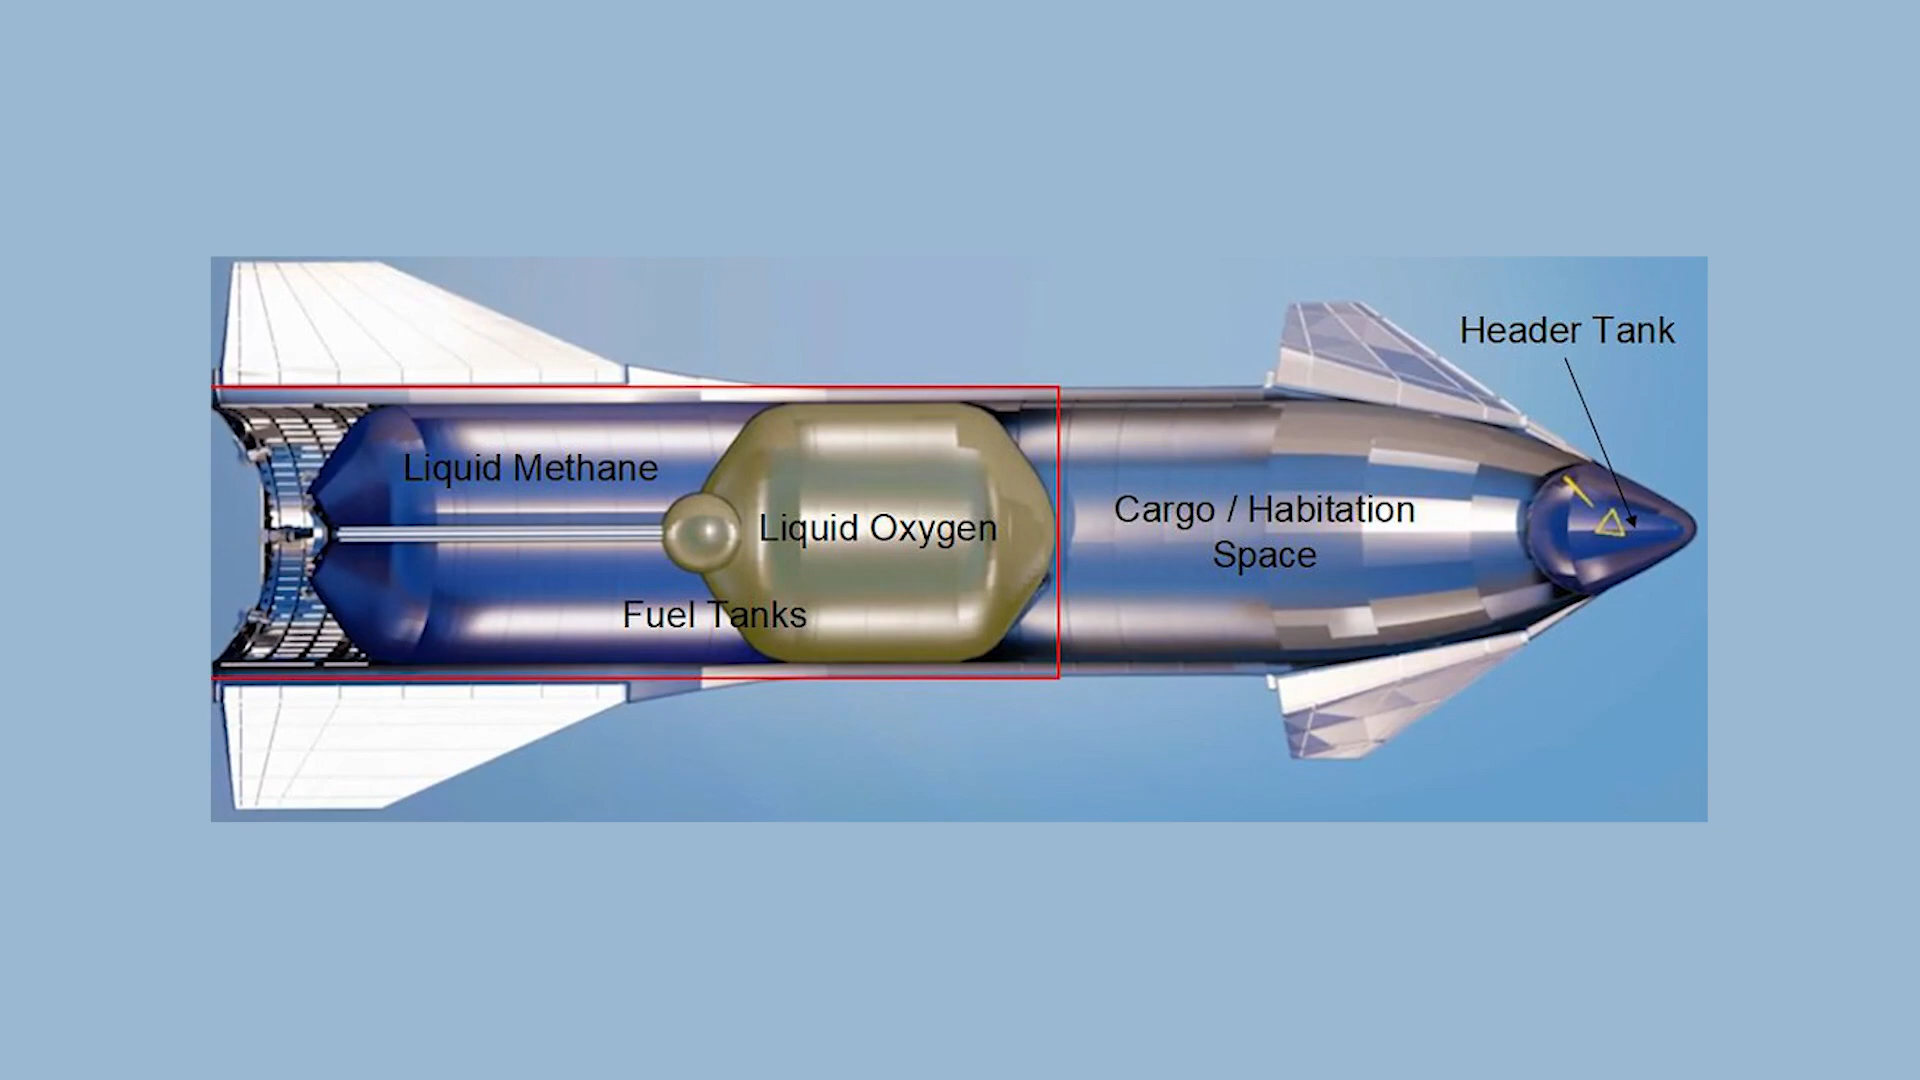 Header Tank
Liquid Methane
Liquid Oxygen
Cargo / Habitation
Space
Fuel Tanks